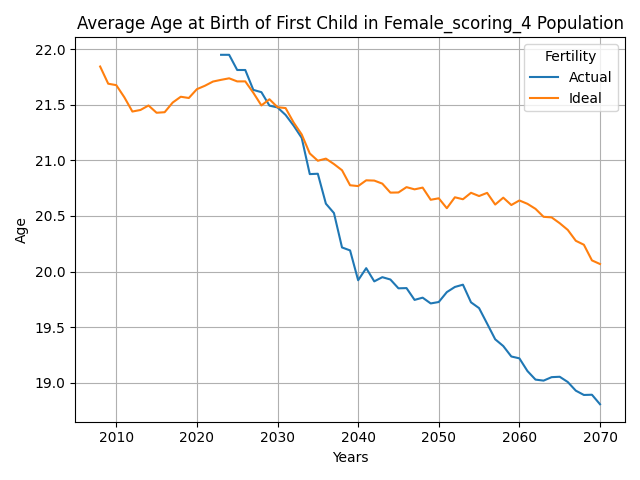 Average Age at Birth of First Child in Female_scoring_4 Population
Fertility
Actual
Ideal
22.0
21.5
21.0
20.5
20.0
19.5
19.0
Age
2010 2020 2030 2040 2050 2060 2070
Years